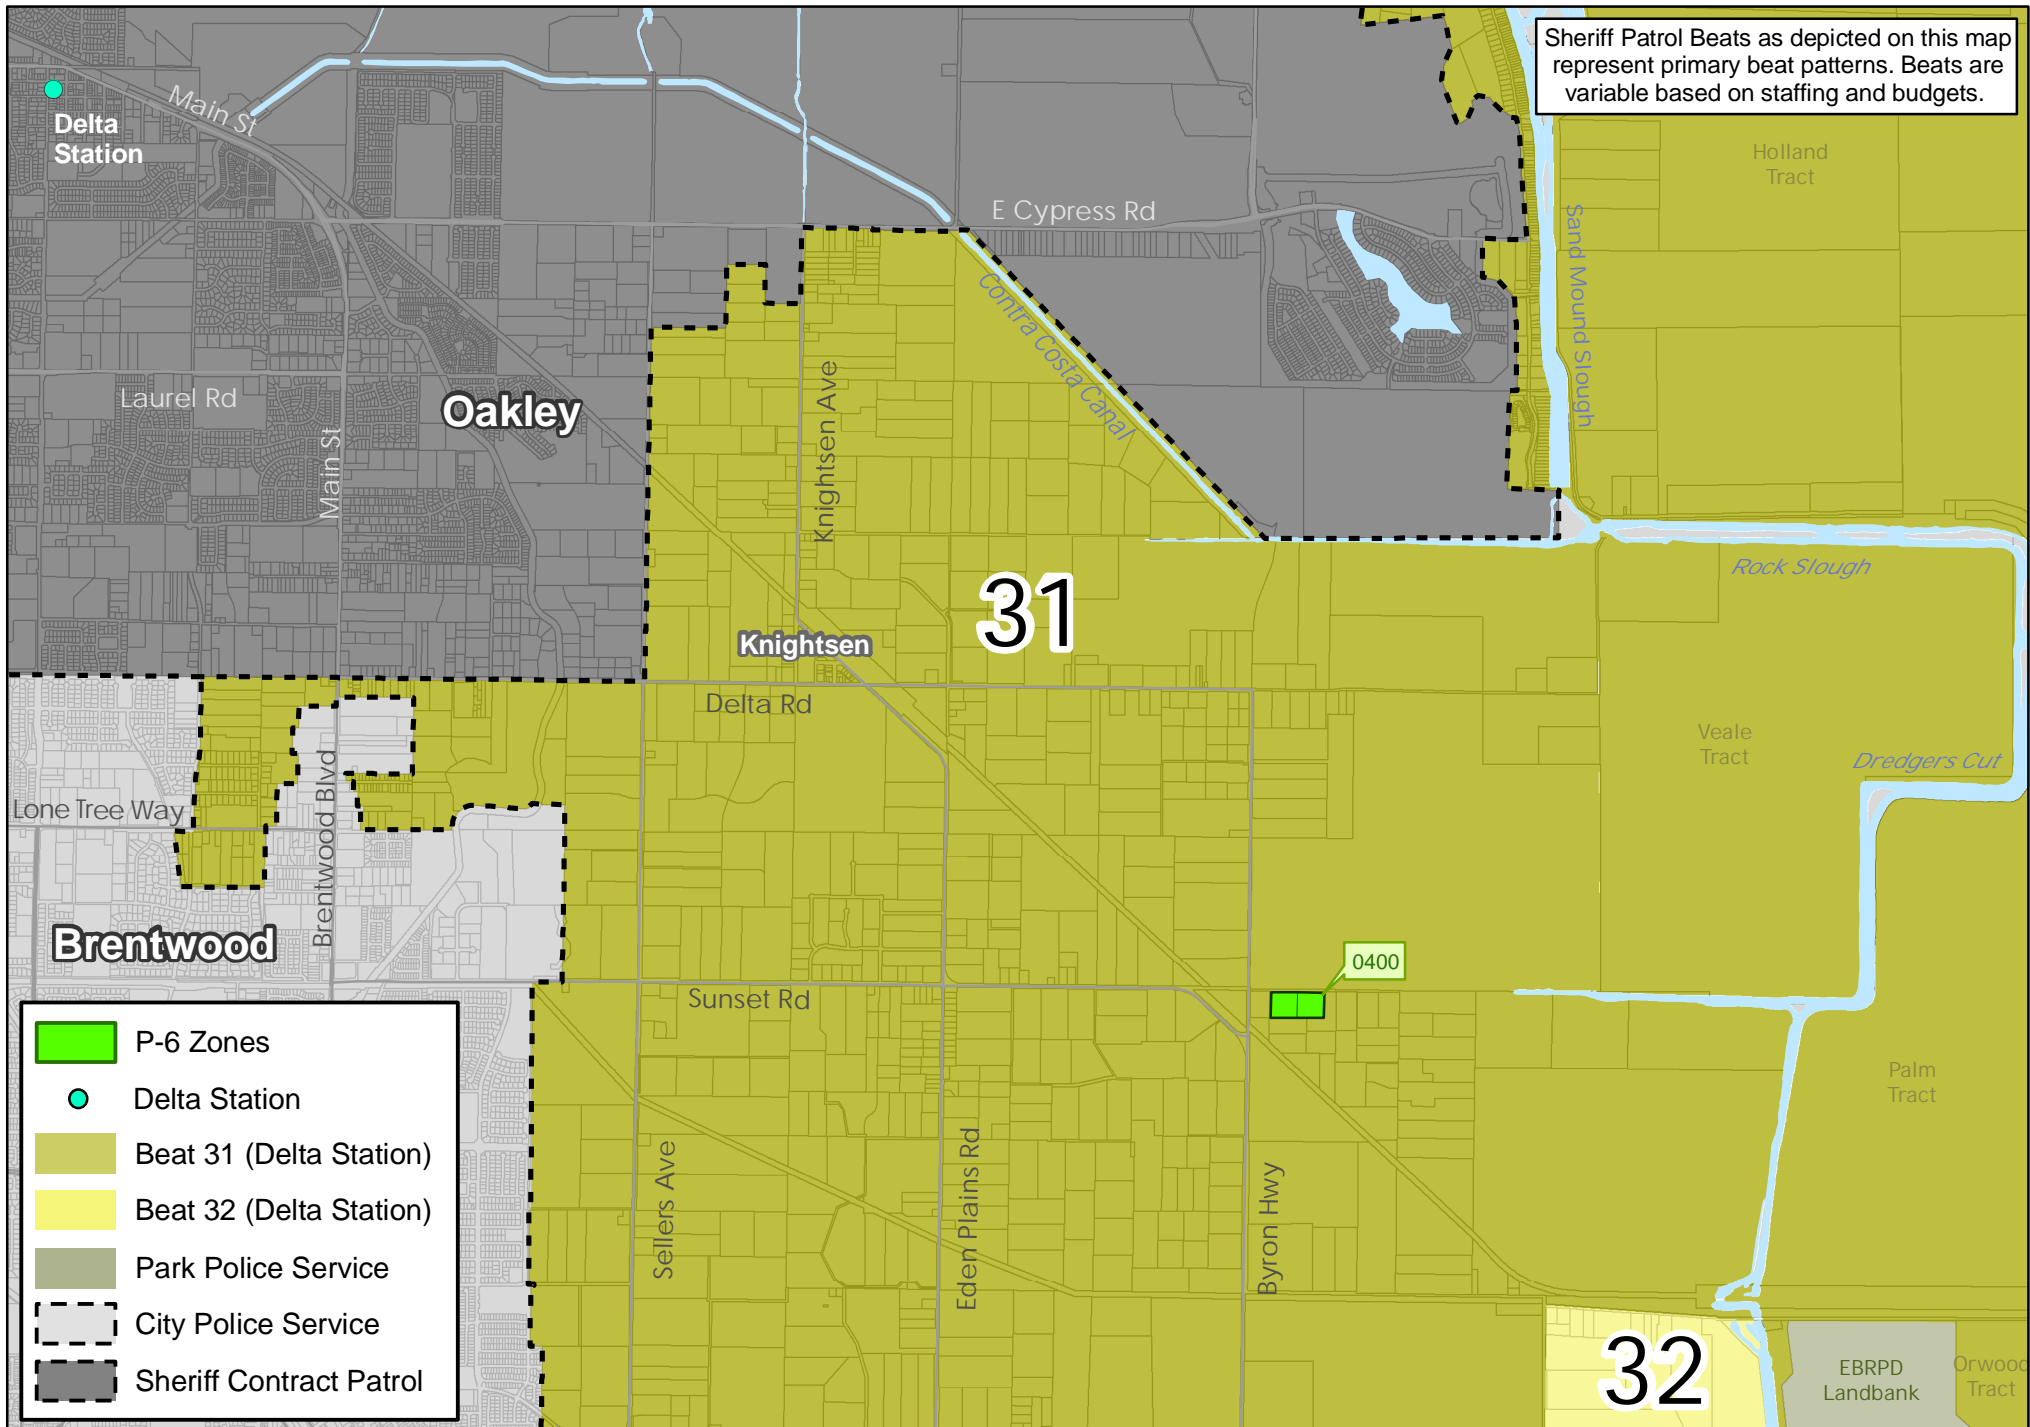 Sheriff Patrol Beats as depicted on this map
represent primary beat patterns. Beats are
variable based on staffing and budgets.
Delta
Station
Main St
Holland
Tract
E Cypress Rd
Sand Mound Slough
Contra Costa Canal
Laurel Rd
Oakley
Main St
Knightsen Ave
Rock Slough
31
Knightsen
Delta Rd
Veale
Tract
Dredgers Cut
Lone Tree Way
Brentwood Blvd
Brentwood
0400
Sunset Rd
Palm
Tract
Sellers Ave
Eden Plains Rd
Byron Hwy
32
EBRPD
Landbank
Orwood
Tract
P-6 Zones
Delta Station
Beat 31 (Delta Station)
Beat 32 (Delta Station)
Park Police Service
City Police Service
Sheriff Contract Patrol